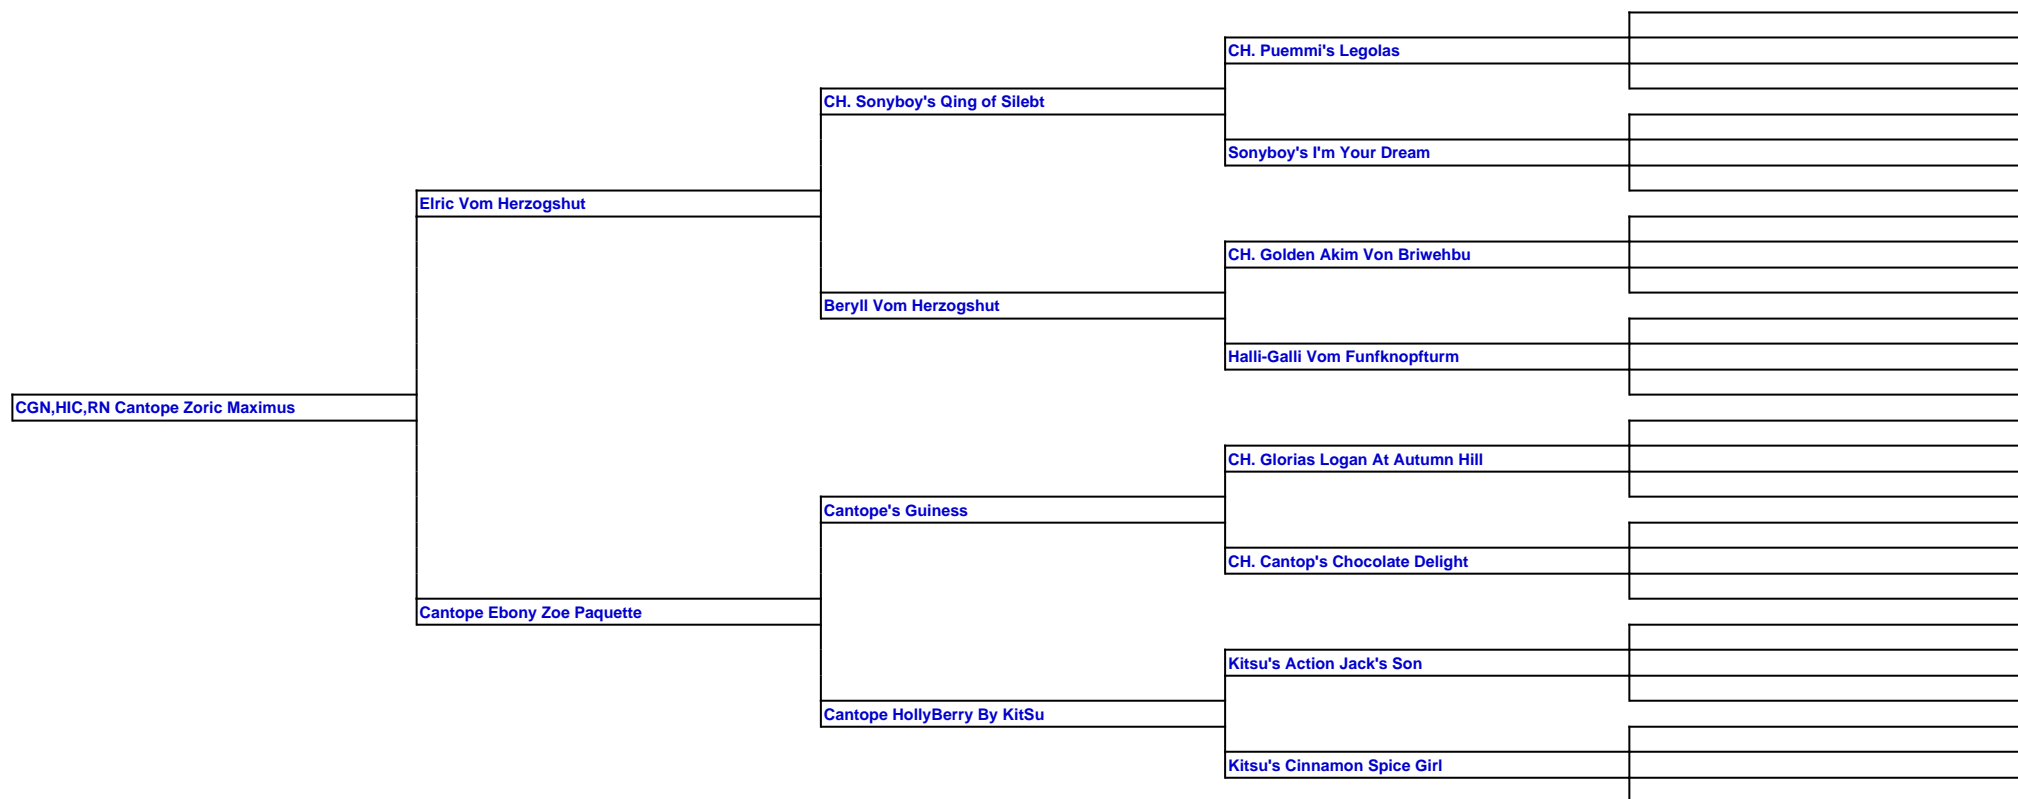 CH. Puemmi's Legolas
CH. Sonyboy's Qing of Silebt
Sonyboy's I'm Your Dream
Elric Vom Herzogshut
CH. Golden Akim Von Briwehbu
Beryll Vom Herzogshut
Halli-Galli Vom Funfknopfturm
CGN,HIC,RN Cantope Zoric Maximus
CH. Glorias Logan At Autumn Hill
Cantope's Guiness
CH. Cantop's Chocolate Delight
Cantope Ebony Zoe Paquette
Kitsu's Action Jack's Son
Cantope HollyBerry By KitSu
Kitsu's Cinnamon Spice Girl